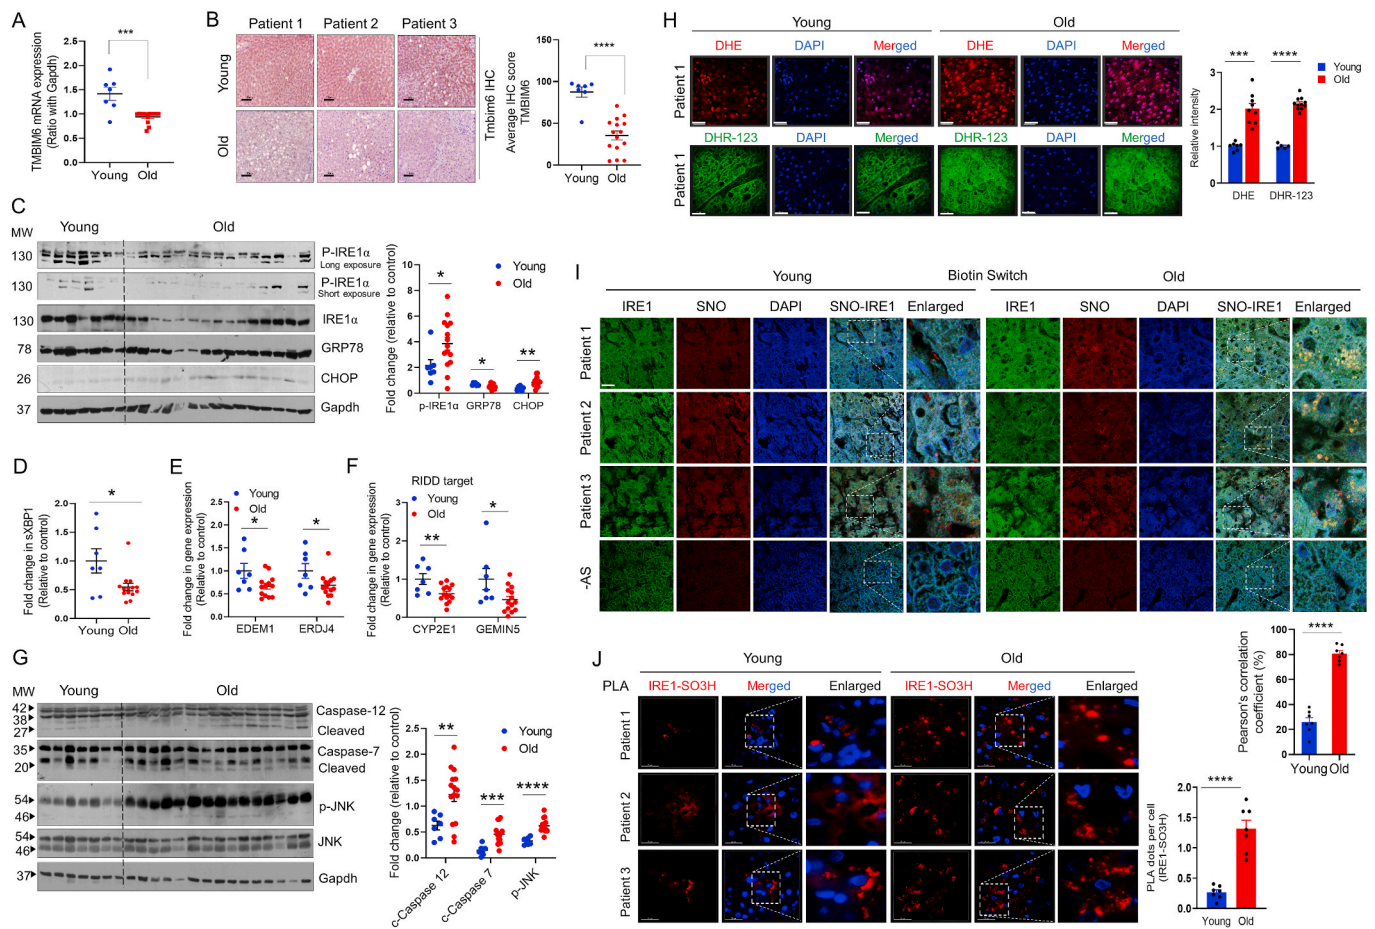 A
TMBIM6 mRNA expression
(Ratio with Gapdh)
2.5
2.0
1.5
1.0
0.5
0.0
***
Young
Old
B
Patient 1
Patient 2
Patient 3
Young
Old
Tmbim6 IHC
Average IHC score
TMBIM6
150
100
50
0
****
Young
Old
C
MW
Young
Old
130
P-IRE1α
Long exposure
130
P-IRE1α
Short exposure
130
IRE1α
78
GRP78
26
CHOP
37
Gapdh
Fold change (relative to control)
10
8
6
4
2
0
Young
Old
*
*
**
p-IRE1α
GRP78
CHOP
D
Fold change in sXBP1
(Relative to control)
2.0
1.5
1.0
0.5
0.0
*
Young
Old
E
Fold change in gene expression
(Relative to control)
2.5
2.0
1.5
1.0
0.5
0.0
Young
Old
*
*
EDEM1
ERDJ4
F
RIDD target
Fold change in gene expression
(Relative to control)
3
2
1
0
Young
Old
**
*
CYP2E1
GEMIN5
G
MW
Young
Old
42
38
27
Caspase-12
Cleaved
35
20
Caspase-7
Cleaved
54
46
p-JNK
54
46
JNK
37
Gapdh
Fold change (relative to control)
2.5
2.0
1.5
1.0
0.5
0.0
Young
Old
**
***
****
c-Caspase 12
c-Caspase 7
p-JNK
H
Young
Old
DHE
DAPI
Merged
DHE
DAPI
Merged
Patient 1
DHR-123
DAPI
Merged
DHR-123
DAPI
Merged
Patient 1
Relative intensity
3
2
1
0
***
****
Young
Old
DHE
DHR-123
I
Young
Biotin Switch
Old
IRE1
SNO
DAPI
SNO-IRE1
Enlarged
IRE1
SNO
DAPI
SNO-IRE1
Enlarged
Patient 1
Patient 2
Patient 3
-AS
Pearson's correlation
coefficient (%)
100
80
60
40
20
0
****
Young
Old
J
Young
Old
PLA
IRE1-SO3H
Merged
Enlarged
IRE1-SO3H
Merged
Enlarged
Patient 1
Patient 2
Patient 3
PLA dots per cell
(IRE1-SO3H)
2.0
1.5
1.0
0.5
0.0
****
Young
Old